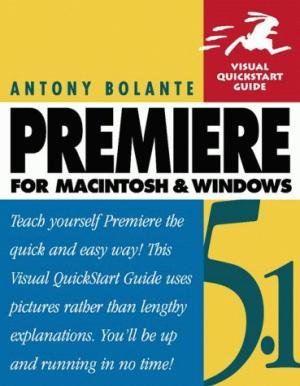 VISUAL
QUICKSTART
GUIDE
ANTONY BOLANTE
PREMIERE
FOR MACINTOSH & WINDOWS
5.1
Teach yourself Premiere the
quick and easy way! This
Visual QuickStart Guide uses
pictures rather than lengthy
explanations. You'll be up
and running in no time!